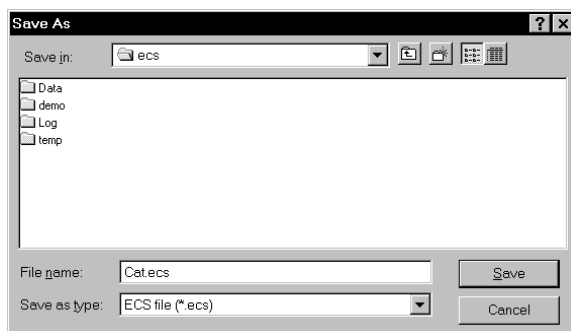 Save As
Save in: ecs
Data
demo
Log
temp
File name: Cat.ecs Save
Save as type: ECS file (*.ecs) Cancel